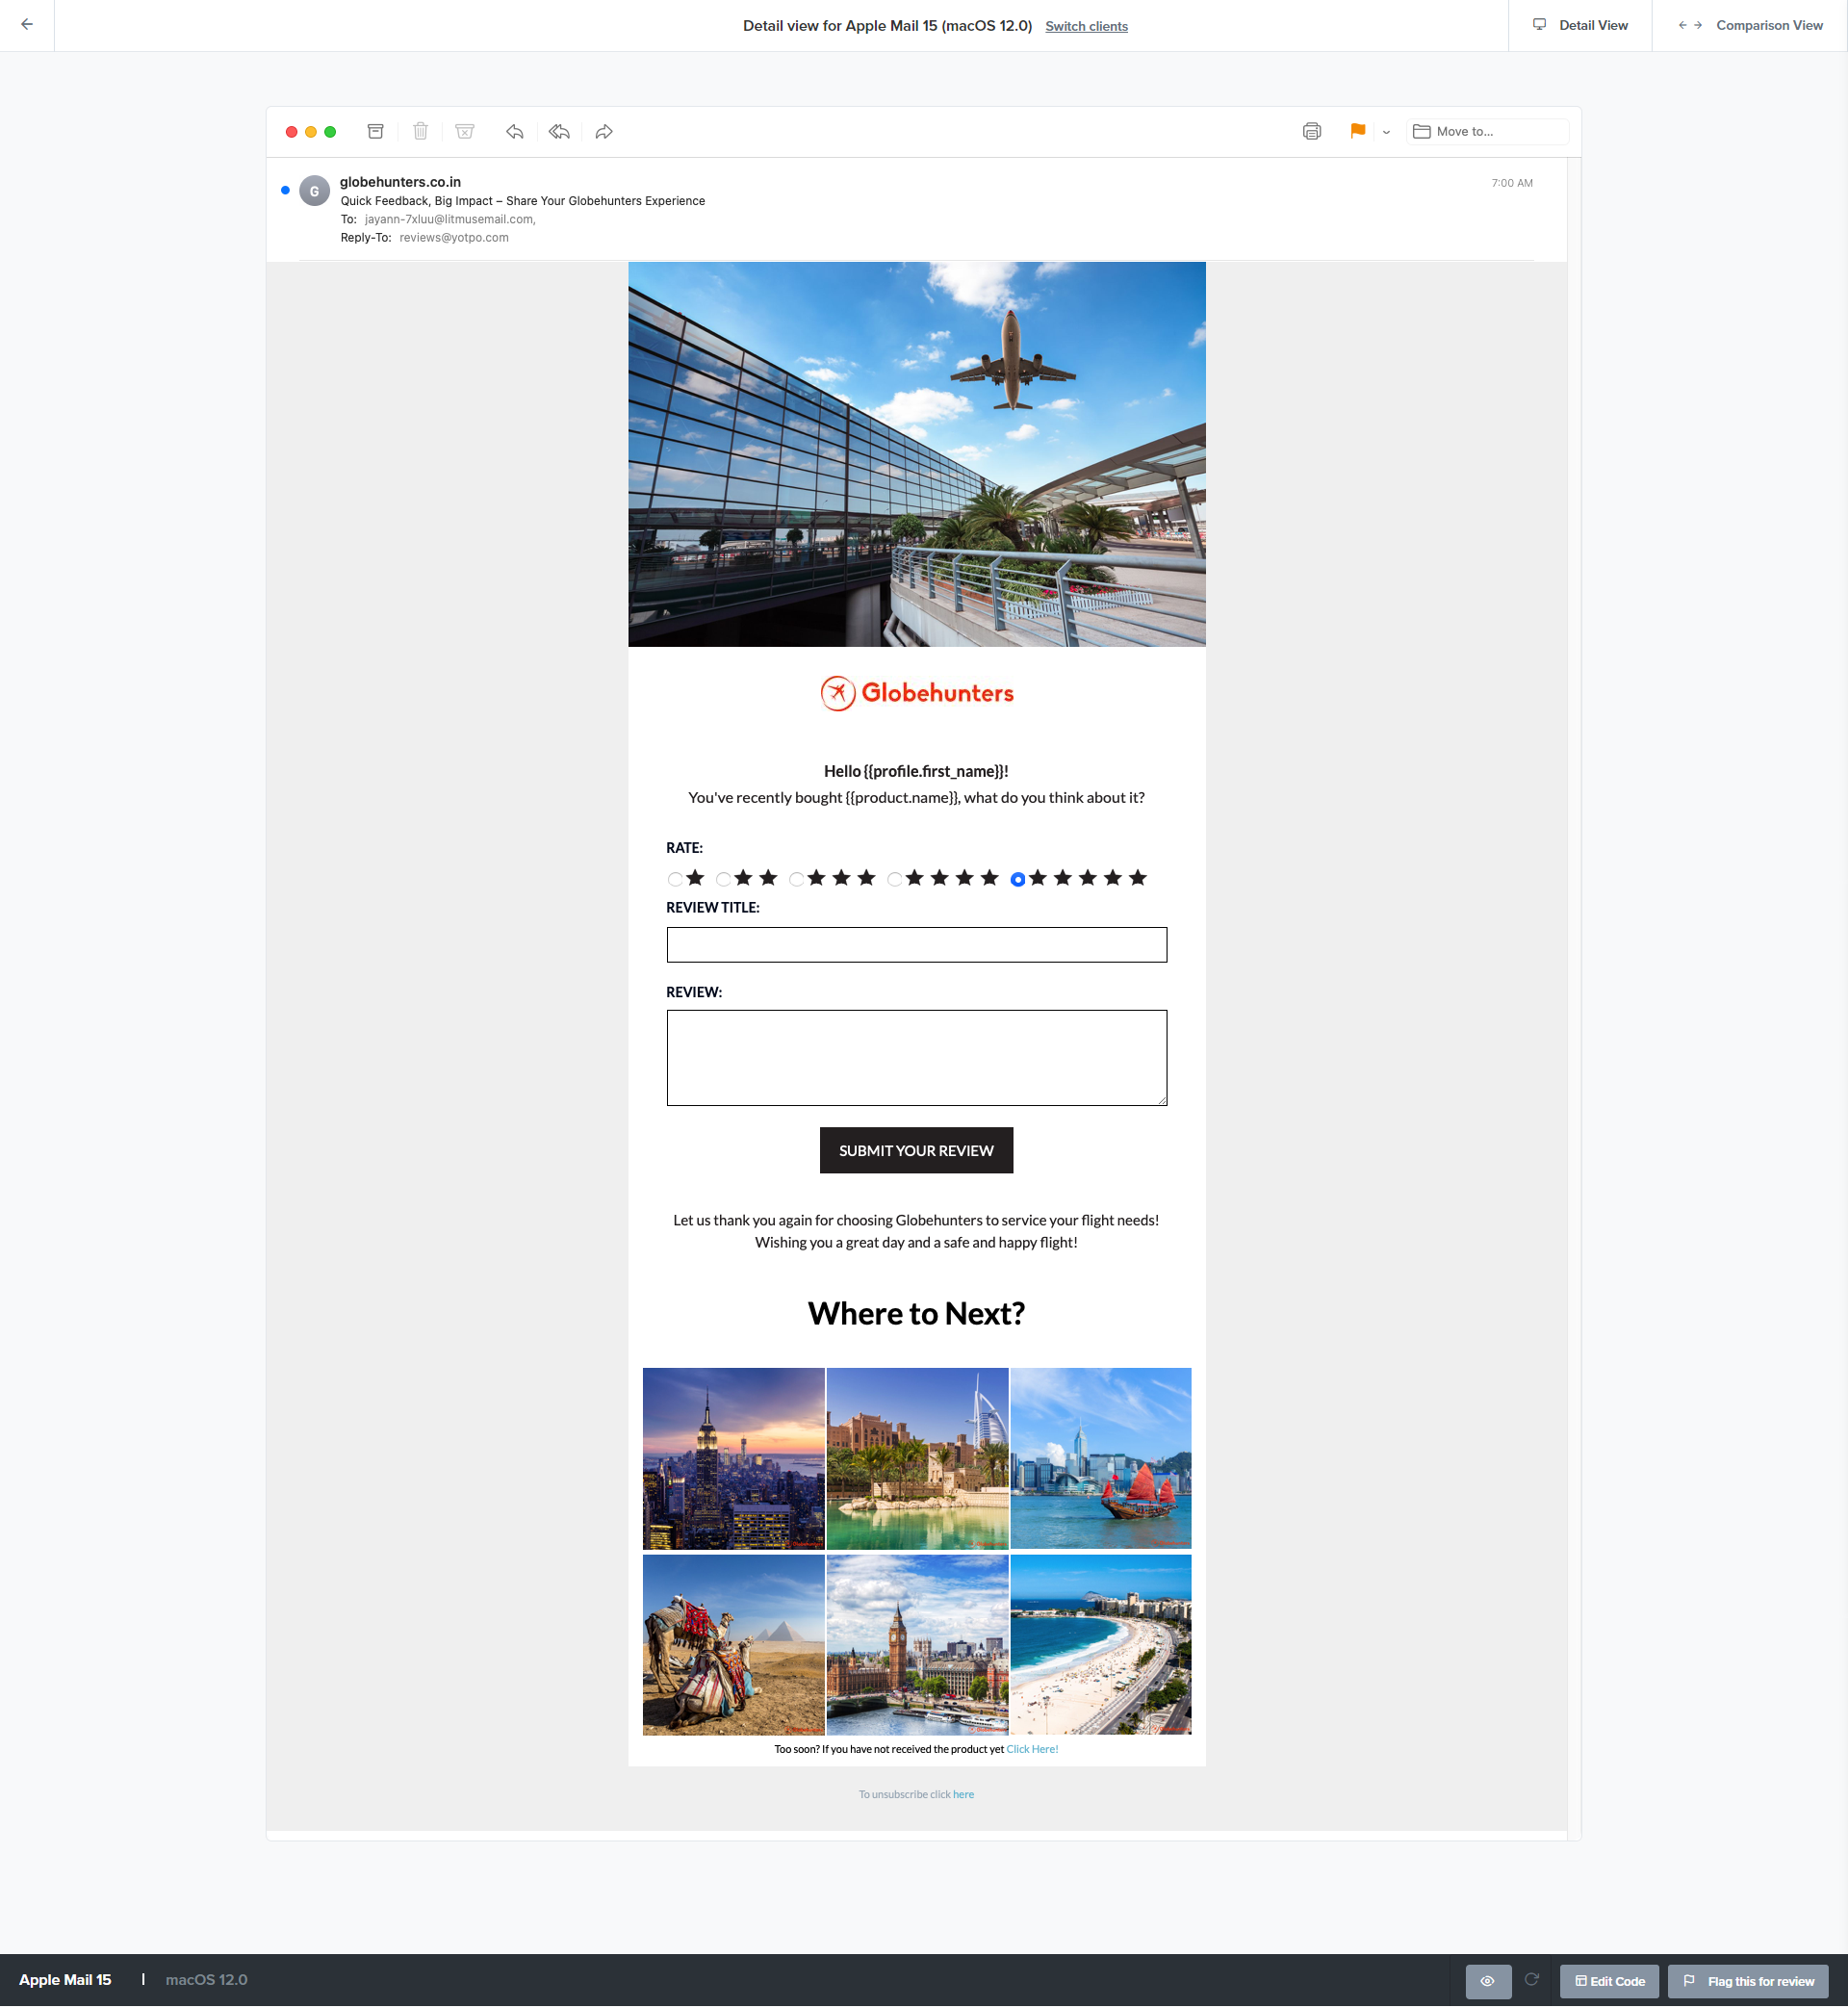 Detail view for Apple Mail 15 (macOS 12.0) Switch clients
Detail View
Comparison View
Move to...
G
globehunters.co.in
7:00 AM
Quick Feedback, Big Impact – Share Your Globehunters Experience
To: jayann-7xluu@litmusemail.com,
Reply-To: reviews@yotpo.com
Globehunters
Hello {{profile.first_name}}!
You've recently bought {{product.name}}, what do you think about it?
RATE:
REVIEW TITLE:
REVIEW:
SUBMIT YOUR REVIEW
Let us thank you again for choosing Globehunters to service your flight needs!
Wishing you a great day and a safe and happy flight!
Where to Next?
Too soon? If you have not received the product yet Click Here!
To unsubscribe click here
Apple Mail 15 | macOS 12.0
Edit Code
Flag this for review